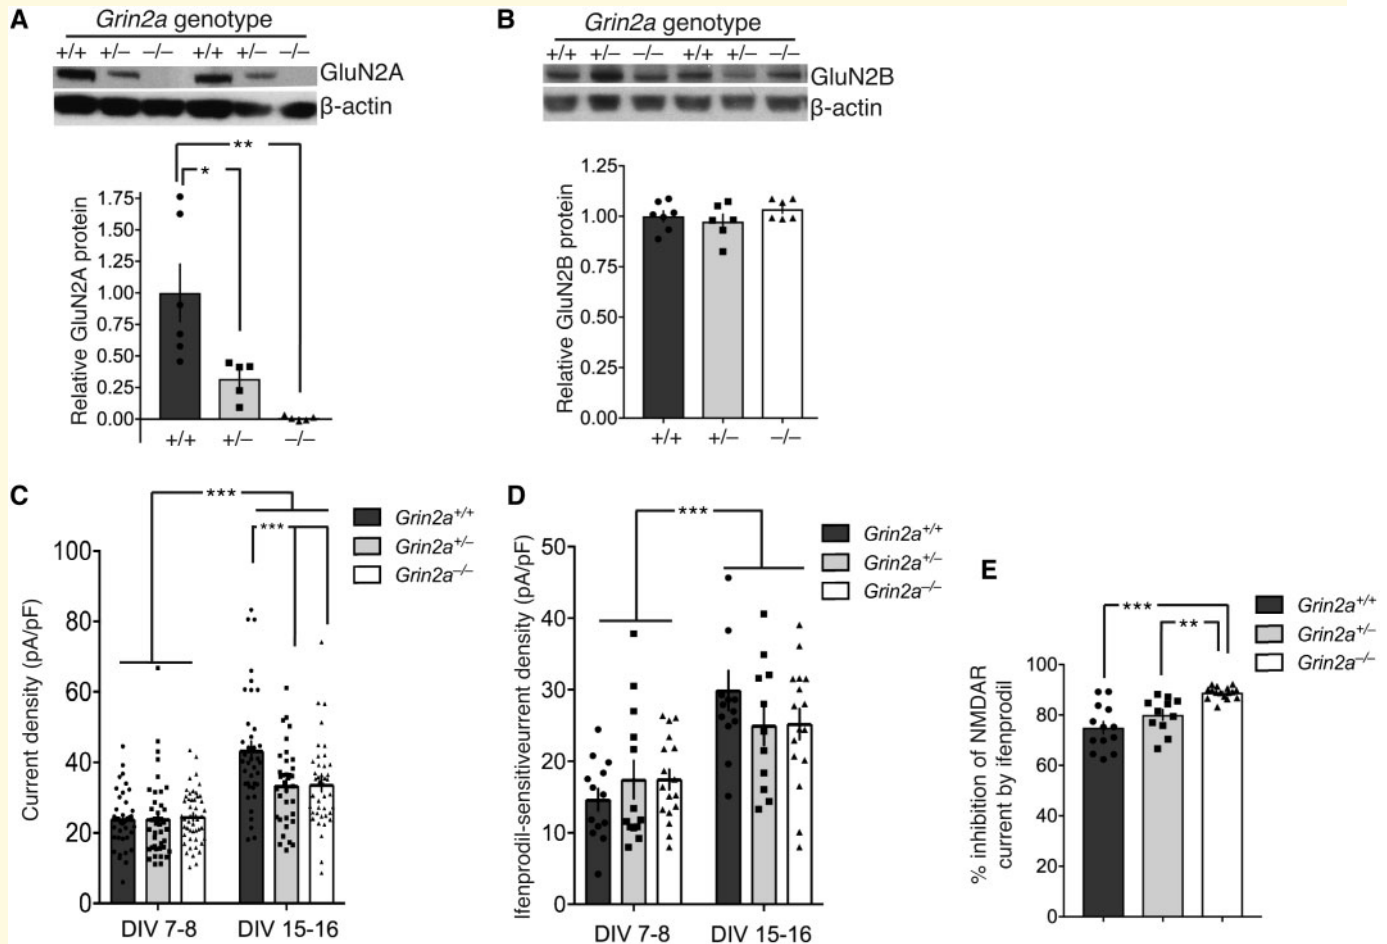 A
Grin2a genotype
+/+ +/– –/– +/+ +/– –/–
GluN2A
β-actin
**
*
Relative GluN2A protein
1.75
1.50
1.25
1.00
0.75
0.50
0.25
0.00
+/+ +/– –/–
B
Grin2a genotype
+/+ +/– –/– +/+ +/– –/–
GluN2B
β-actin
Relative GluN2B protein
1.25
1.00
0.75
0.50
0.25
0.00
+/+ +/– –/–
C
***
***
Grin2a+/+
Grin2a+/–
Grin2a–/–
Current density (pA/pF)
100
80
60
40
20
0
DIV 7-8 DIV 15-16
D
***
Grin2a+/+
Grin2a+/–
Grin2a–/–
Ifenprodil-sensitiveurrent density (pA/pF)
50
40
30
20
10
0
DIV 7-8 DIV 15-16
E
***
**
Grin2a+/+
Grin2a+/–
Grin2a–/–
% inhibition of NMDAR
current by ifenprodil
100
80
60
40
20
0